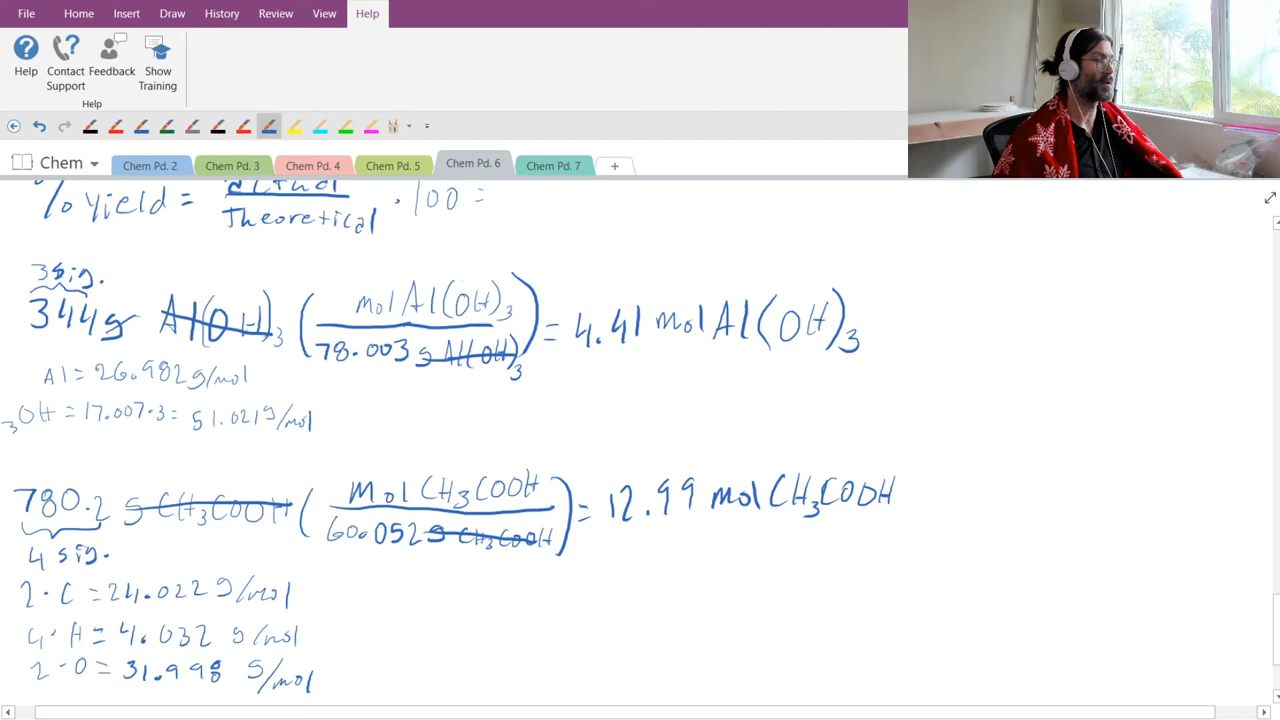 File Home Insert Draw History Review View Help
Help Contact Support Feedback Show Training
Help
Chem Chem Pd. 2 Chem Pd. 3 Chem Pd. 4 Chem Pd. 5 Chem Pd. 6 Chem Pd. 7 +
% Yield = Actual / Theoretical · 100 =
3 sig.
344g Al(OH)3 (mol Al(OH)3 / 78.003 g Al(OH)3) = 4.41 mol Al(OH)3
Al = 26.982 g/mol
3OH = 17.007·3 = 51.021 g/mol
780.2 g CH3COOH (mol CH3COOH / 60.052 g CH3COOH) = 12.99 mol CH3COOH
4 sig.
2·C = 24.022 g/mol
4·H = 4.032 g/mol
2·O = 31.998 g/mol